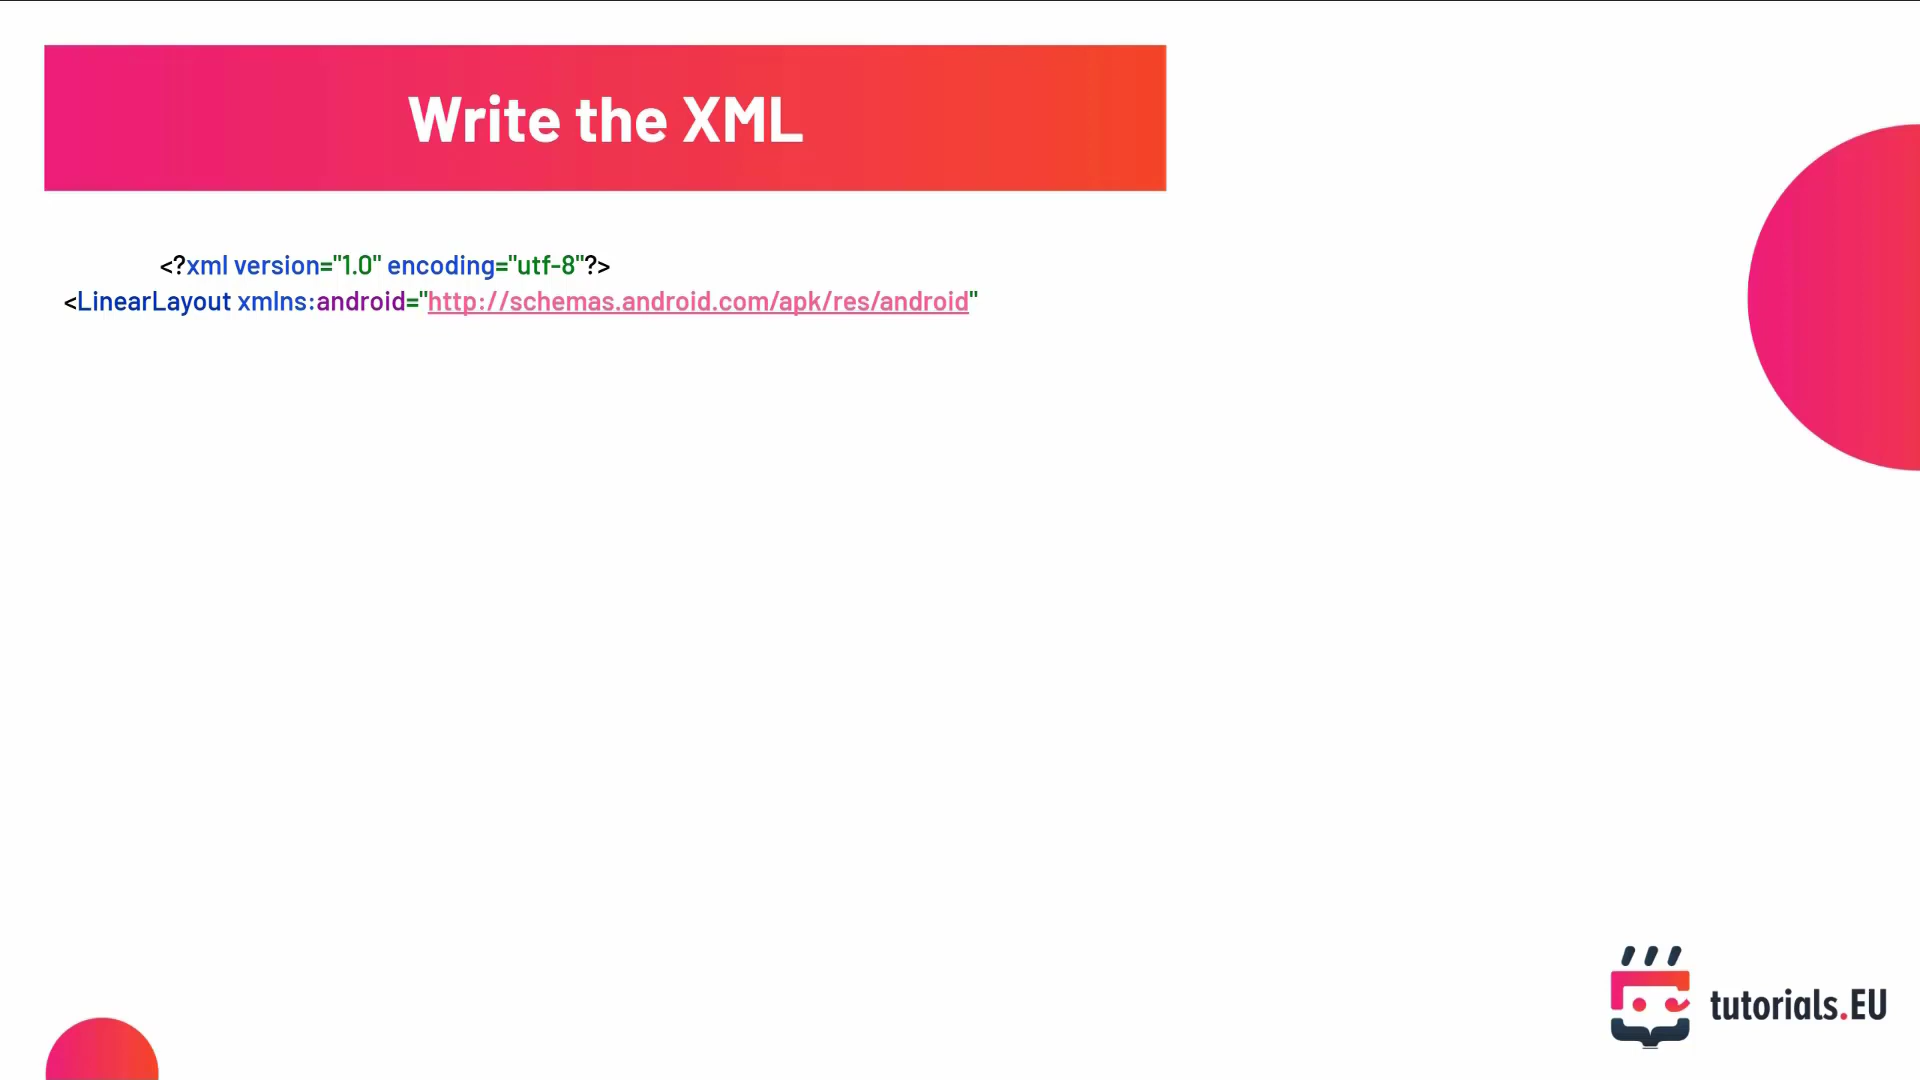 Write the XML
<?xml version="1.0" encoding="utf-8"?>
<LinearLayout xmlns:android="http://schemas.android.com/apk/res/android"
tutorials.EU